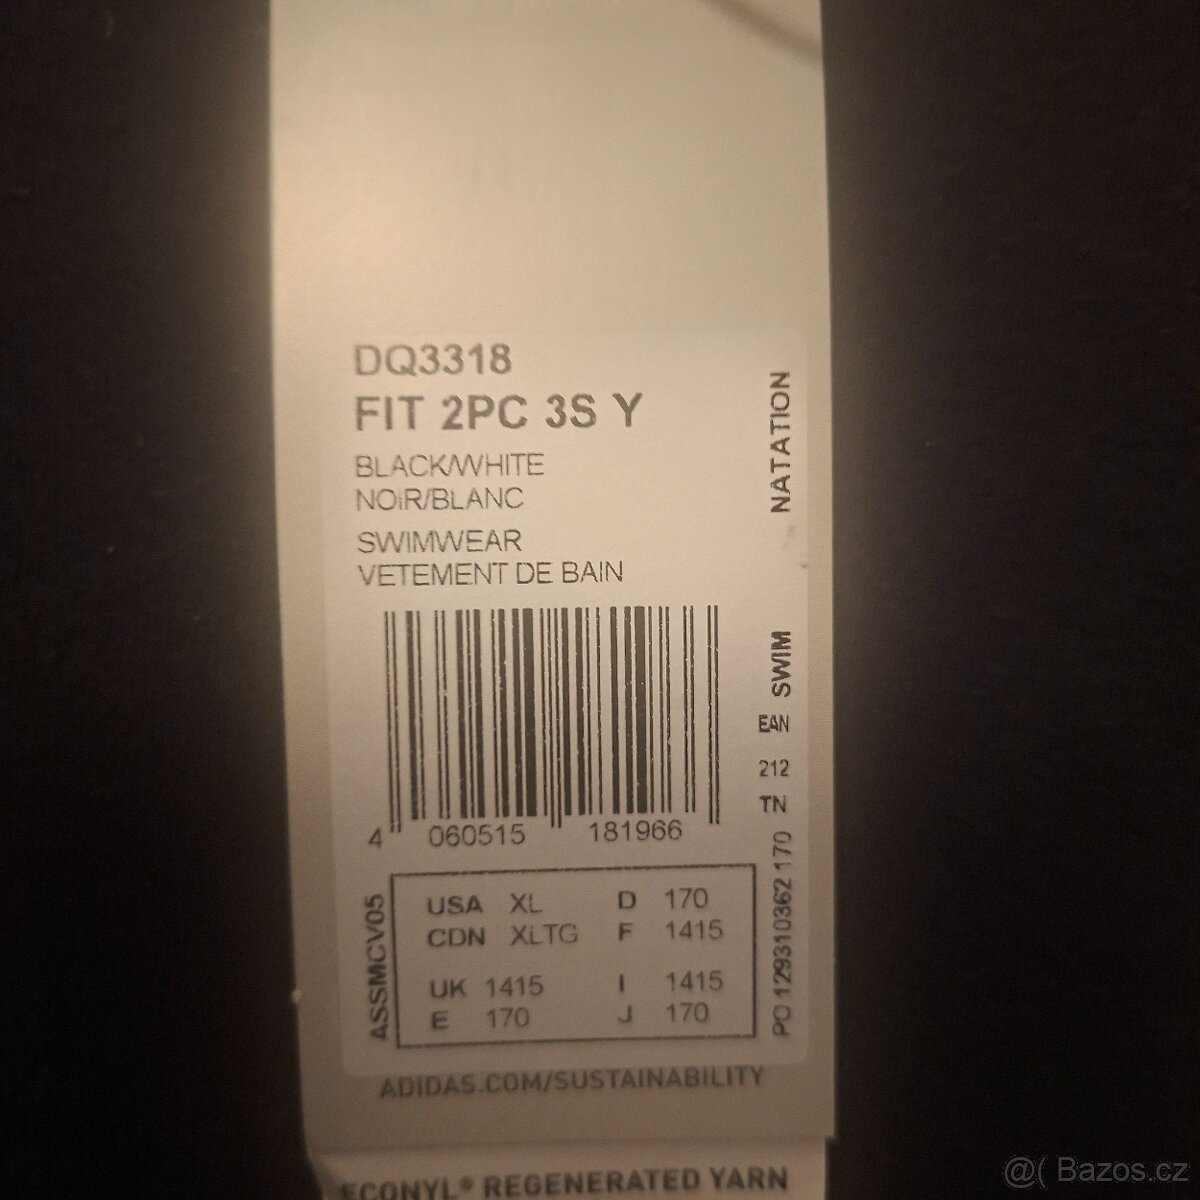 DQ3318
FIT 2PC 3S Y
BLACK/WHITE
NOIR/BLANC
SWIMWEAR
VETEMENT DE BAIN
4 060515 181966
USA XL D 170
CDN XLTG F 1415
UK 1415 I 1415
E 170 J 170
ASSMCV05
PO 129310362 170 TN 212 EAN SWIM NATATION
ADIDAS.COM/SUSTAINABILITY
ECONYL® REGENERATED YARN
@( Bazos.cz